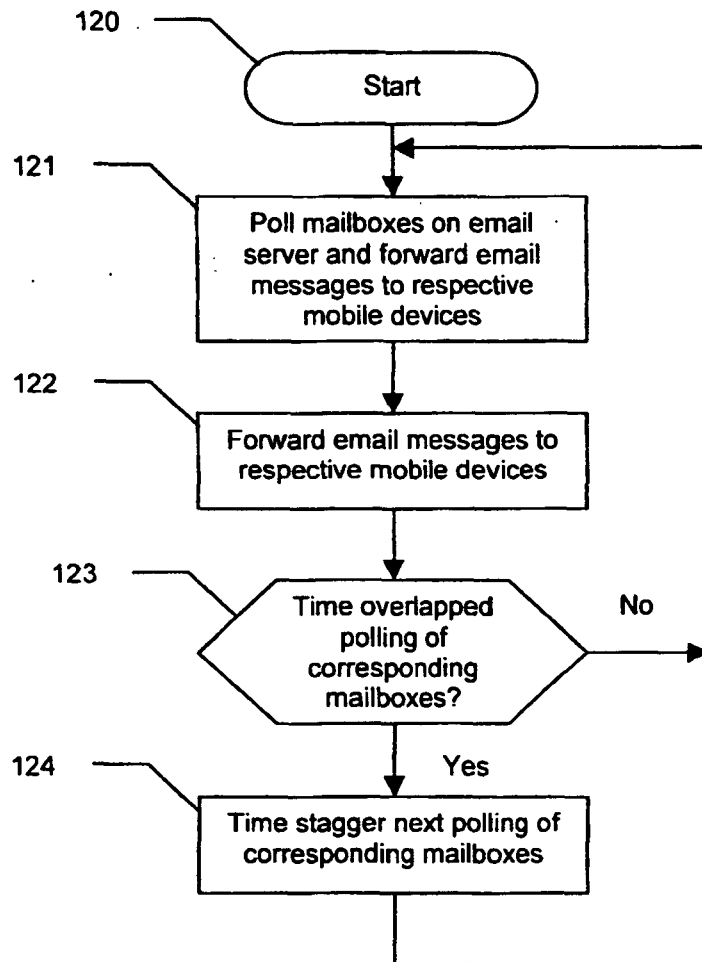 120
Start
121
Poll mailboxes on email
server and forward email
messages to respective
mobile devices
122
Forward email messages to
respective mobile devices
123
Time overlapped
polling of
corresponding
mailboxes?
No
Yes
124
Time stagger next polling of
corresponding mailboxes